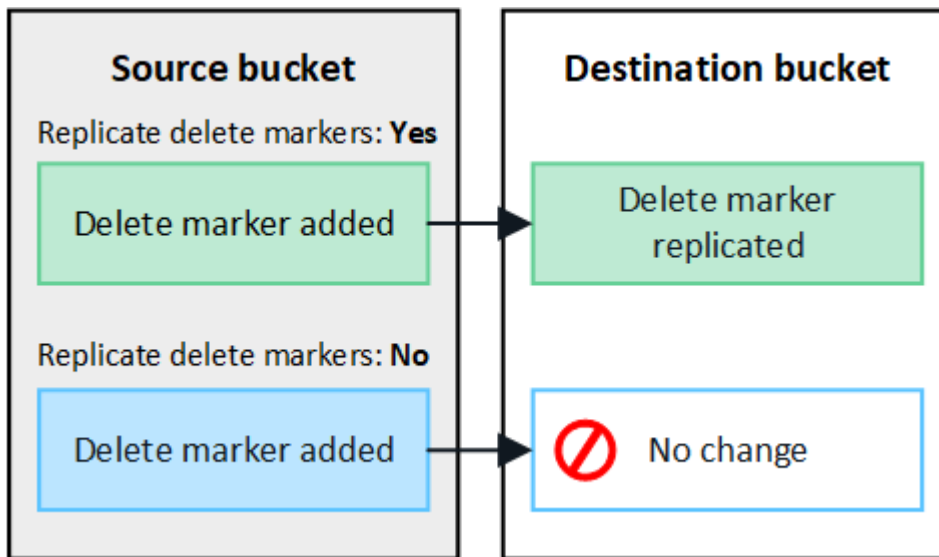 Source bucket
Replicate delete markers: Yes
Delete marker added
Replicate delete markers: No
Delete marker added
Destination bucket
Delete marker
replicated
No change